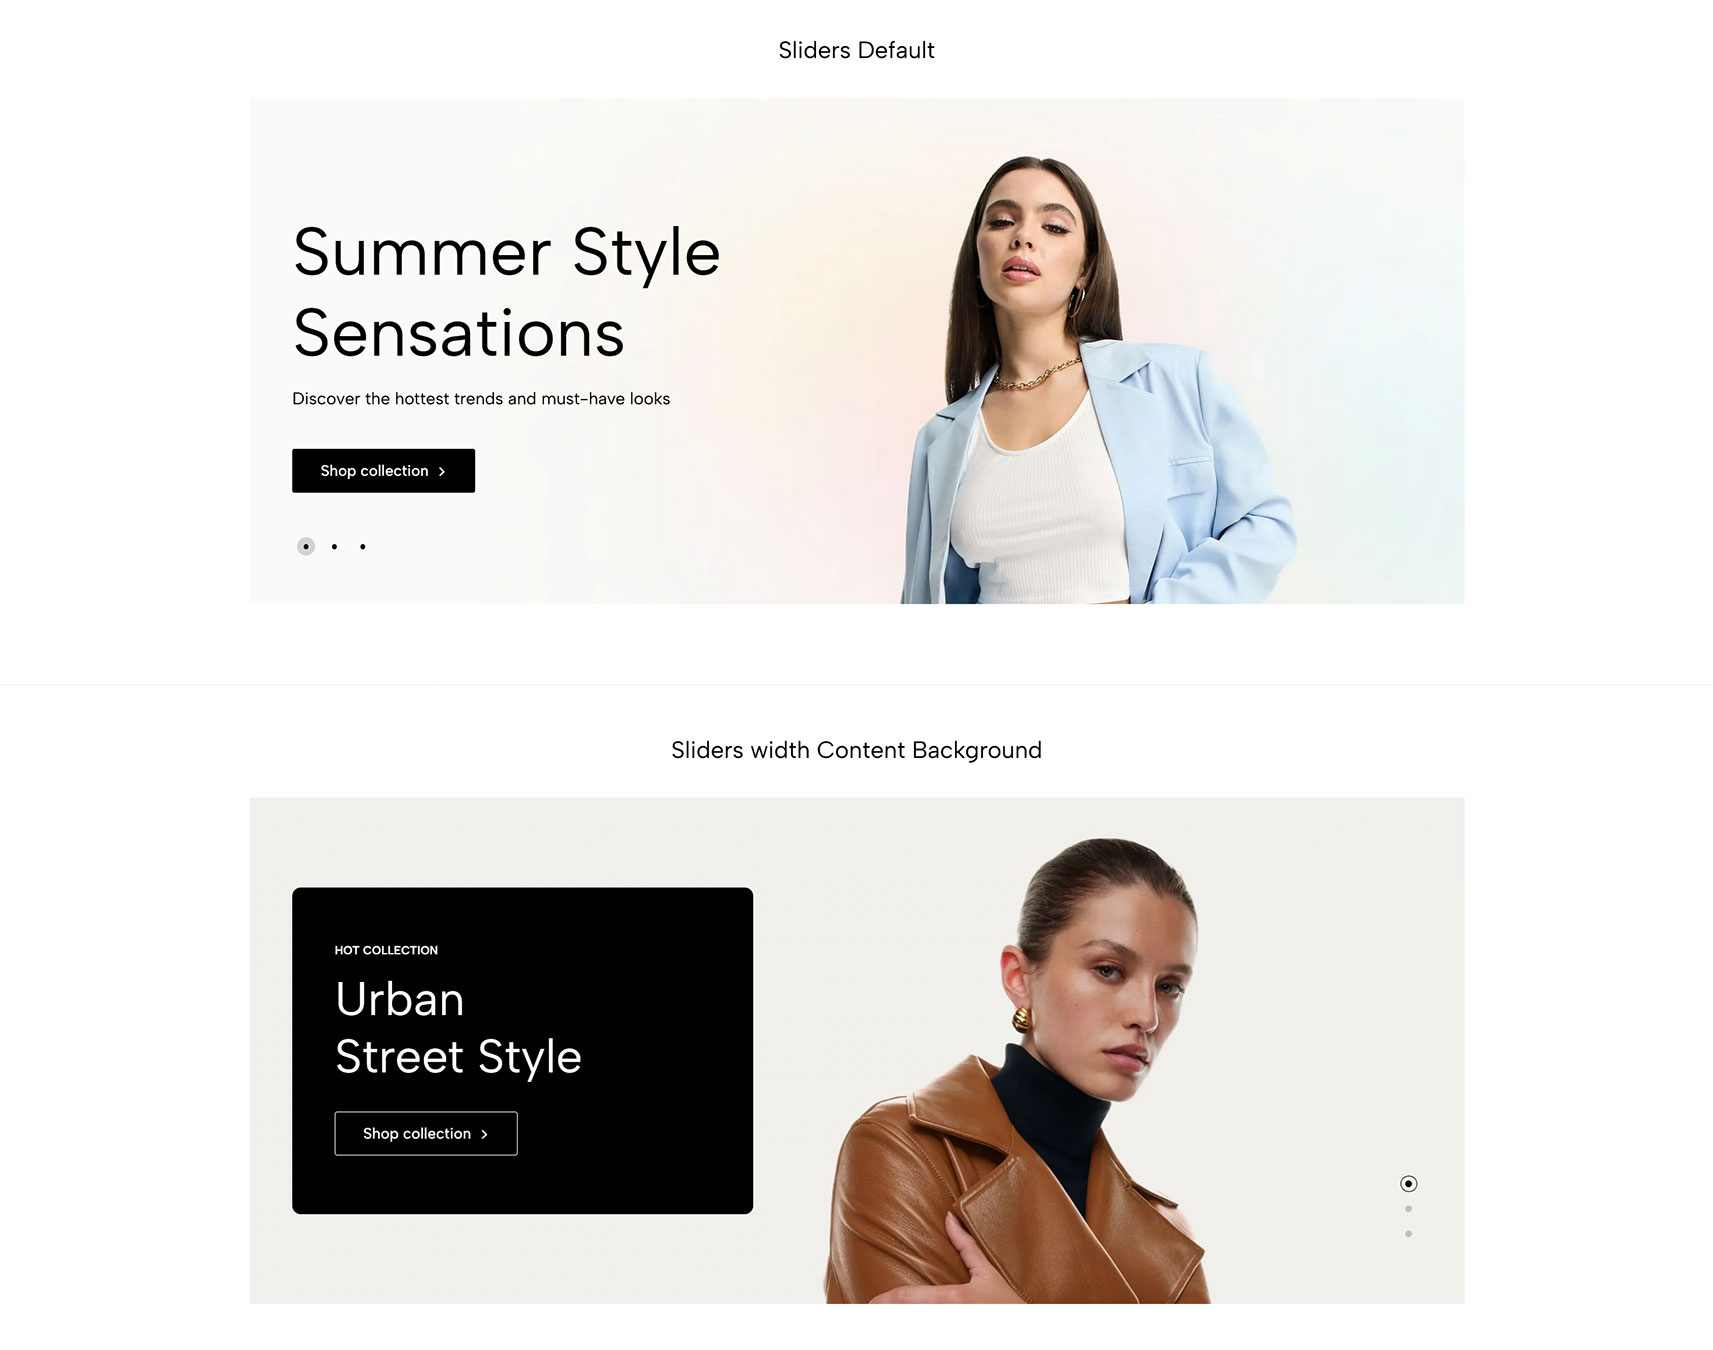 Sliders Default
Summer Style
Sensations
Discover the hottest trends and must-have looks
Shop collection
Sliders width Content Background
HOT COLLECTION
Urban
Street Style
Shop collection